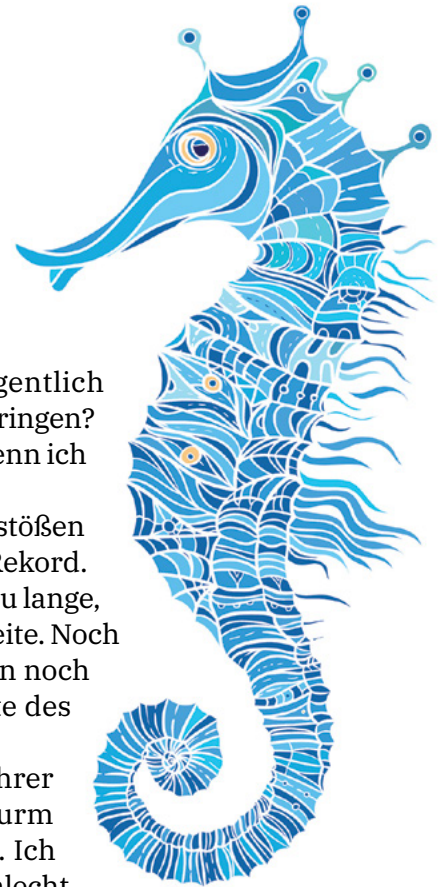 gentlich
ringen?
enn ich
stößen
Rekord.
u lange,
eite. Noch
n noch
te des
hrer
urm
. Ich